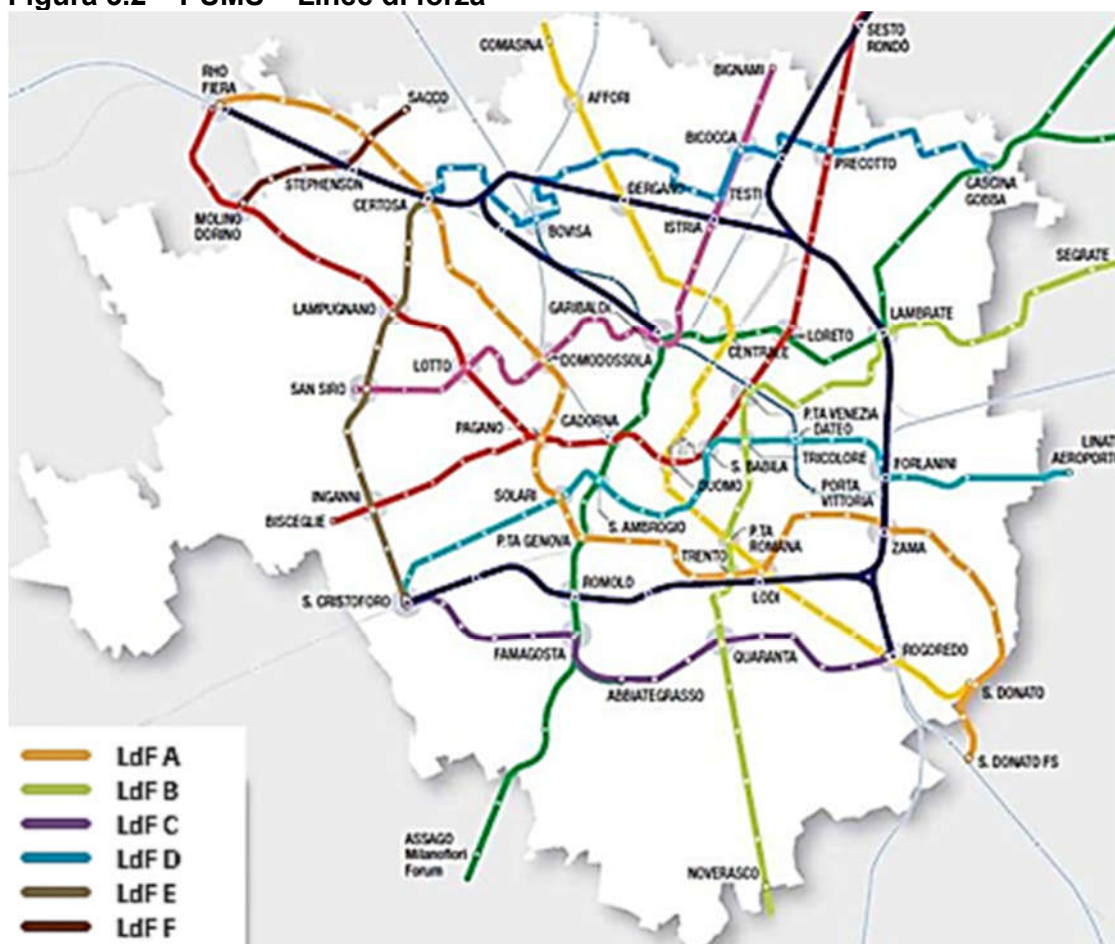 Figura 3.2 – PUMS – Linee di forza
SESTO
RONDÒ
COMASINA
RHO
FIERA
BIGNAMI
SACCO
AFFORI
BICOCCA
PRECOTTO
STEPHENSON
CERTOSA
DERGANO
TESTI
CASCINA
GOBBA
MOLINO
DORINO
BOVISA
ISTRIA
SEGRATE
LAMPUGNANO
GARIBALDI
LAMBRATE
LORETO
LOTTO
DOMODOSSOLA
CENTRALE
SAN SIRO
PAGANO
CADORNA
P.TA VENEZIA
DATEO
TRICOLORE
S. BABILA
FORLANINI
LINATE
AEROPORTO
DUOMO
PORTA
VITTORIA
INGANNI
SOLARI
BISCEGLIE
S. AMBROGIO
P.TA GENOVA
TRENTO
P.TA
ROMANA
ZAMA
S. CRISTOFORO
ROMOLO
LODI
FAMAGOSTA
QUARANTA
ROGOREDO
ABBIATEGRASSO
S. DONATO
S. DONATO FS
LdF A
LdF B
LdF C
LdF D
LdF E
LdF F
ASSAGO
Milanofiori
Forum
NOVERASCO